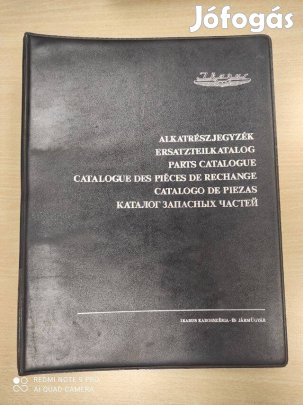 Jófogás
IKARUS
ALKATRÉSZJEGYZÉK
ERSATZTEILKATALOG
PARTS CATALOGUE
CATALOGUE DES PIÈCES DE RECHANGE
CATALOGO DE PIEZAS
КАТАЛОГ ЗАПАСНЫХ ЧАСТЕЙ
IKARUS KAROSSZÉRIA- ÉS JÁRMŰGYÁR
REDMI NOTE 9 PRO
AI QUAD CAMERA